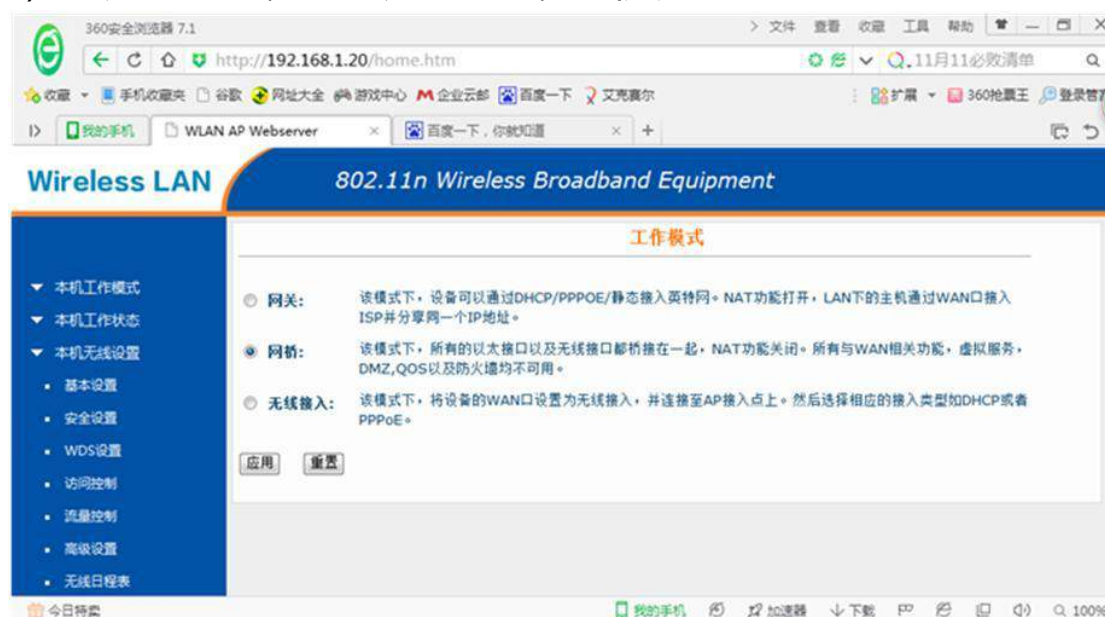 360安全浏览器 7.1
文件 查看 收藏 工具 帮助
http://192.168.1.20/home.htm
11月11必败清单
收藏 手机收藏夹 谷歌 网址大全 游戏中心 企业云邮 百度一下 艾克赛尔 扩展 360抢票王
我的手机 WLAN AP Webserver 百度一下，你就知道
Wireless LAN
802.11n Wireless Broadband Equipment
工作模式
本机工作模式
本机工作状态
本机无线设置
基本设置
安全设置
WDS设置
访问控制
流量控制
高级设置
无线日程表
网关: 该模式下，设备可以通过DHCP/PPPOE/静态接入英特网。NAT功能打开，LAN下的主机通过WAN口接入
ISP并分享同一个IP地址。
网桥: 该模式下，所有的以太接口以及无线接口都桥接在一起，NAT功能关闭。所有与WAN相关功能，虚拟服务，
DMZ,QOS以及防火墙均不可用。
无线接入: 该模式下，将设备的WAN口设置为无线接入，并连接至AP接入点上。然后选择相应的接入类型如DHCP或者
PPPoE。
应用 重置
今日特卖 我的手机 加速器 下载 100%